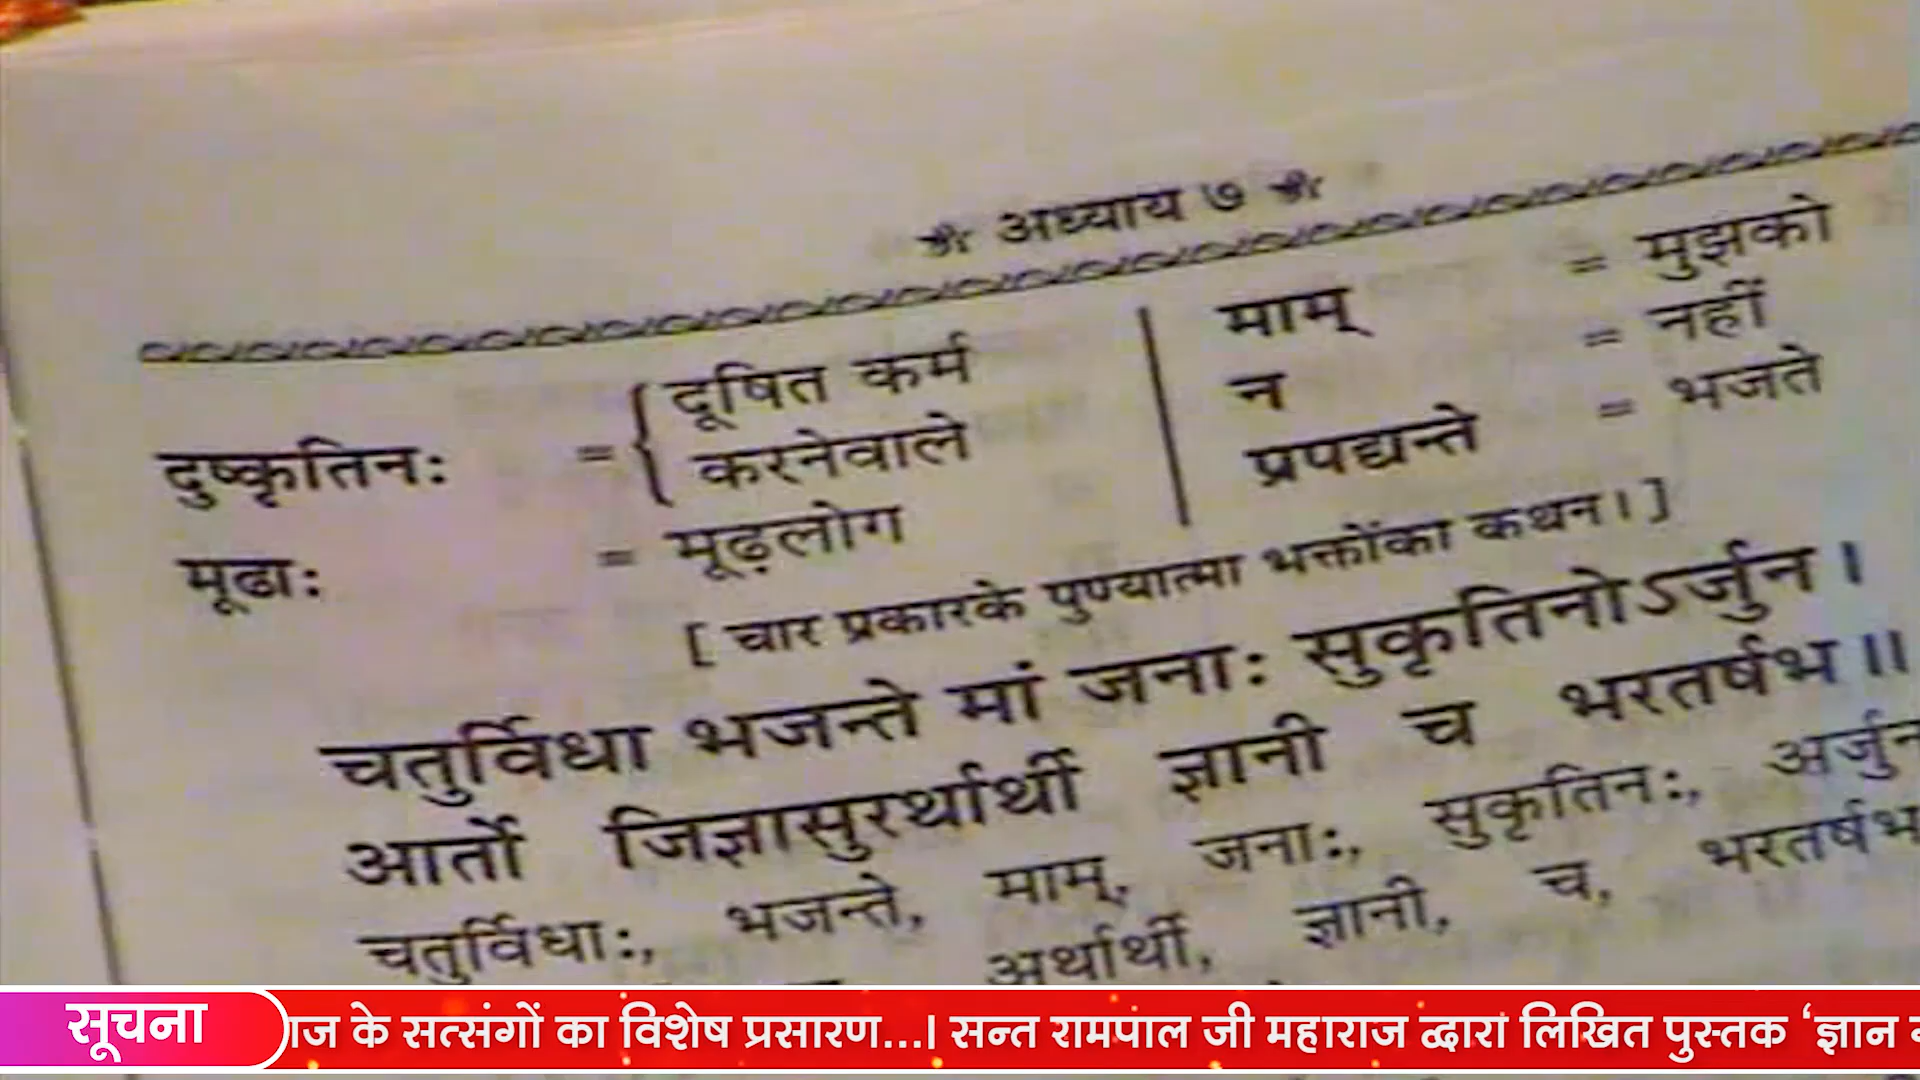 अध्याय ७
दुष्कृतिनः = { दूषित कर्म करनेवाले
मूढाः = मूढ़लोग
माम् = मुझको
न = नहीं
प्रपद्यन्ते = भजते
[ चार प्रकारके पुण्यात्मा भक्तोंका कथन। ]
चतुर्विधा भजन्ते मां जनाः सुकृतिनोऽर्जुन ।
आर्तो जिज्ञासुरर्थार्थी ज्ञानी च भरतर्षभ ॥
चतुर्विधाः, भजन्ते, माम्, जनाः, सुकृतिनः, अर्जुन
अर्थार्थी, ज्ञानी, च, भरतर्षभ
सूचना
के सत्संगों का विशेष प्रसारण...। सन्त रामपाल जी महाराज द्वारा लिखित पुस्तक ‘ज्ञान